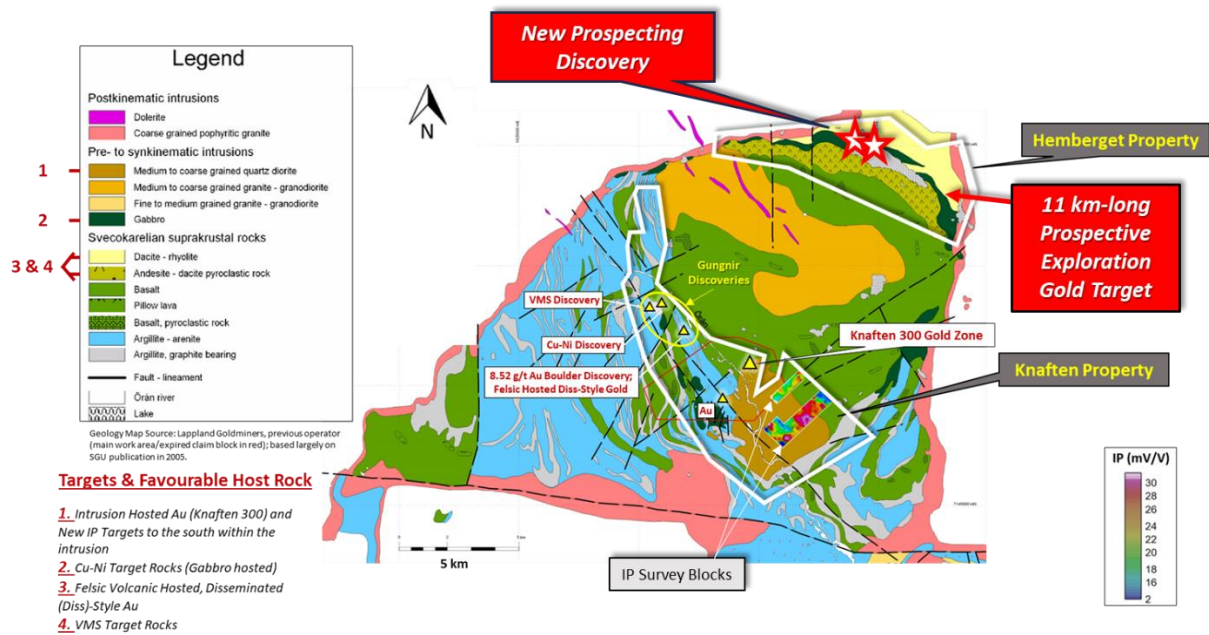 New Prospecting
Discovery
Legend
Postkinematic intrusions
Dolerite
Coarse grained pophyritic granite
Pre- to synkinematic intrusions
1
Medium to coarse grained quartz diorite
Medium to coarse grained granite - granodiorite
Fine to medium grained granite - granodiorite
2
Gabbro
Svecokarelian suprakrustal rocks
3 & 4
Dacite - rhyolite
Andesite - dacite pyroclastic rock
Basalt
Pillow lava
Basalt, pyroclastic rock
Argillite - arenite
Argillite, graphite bearing
Fault - lineament
Örån river
Lake
Geology Map Source: Lappland Goldminers, previous operator
(main work area/expired claim block in red); based largely on
SGU publication in 2005.
N
Hemberget Property
11 km-long
Prospective
Exploration
Gold Target
Gungnir
Discoveries
VMS Discovery
Cu-Ni Discovery
8.52 g/t Au Boulder Discovery;
Felsic Hosted Diss-Style Gold
Au
Knaften 300 Gold Zone
Knaften Property
IP Survey Blocks
5 km
Targets & Favourable Host Rock
1. Intrusion Hosted Au (Knaften 300) and
New IP Targets to the south within the
intrusion
2. Cu-Ni Target Rocks (Gabbro hosted)
3. Felsic Volcanic Hosted, Disseminated
(Diss)-Style Au
4. VMS Target Rocks
IP (mV/V)
30
28
26
24
22
20
18
16
2